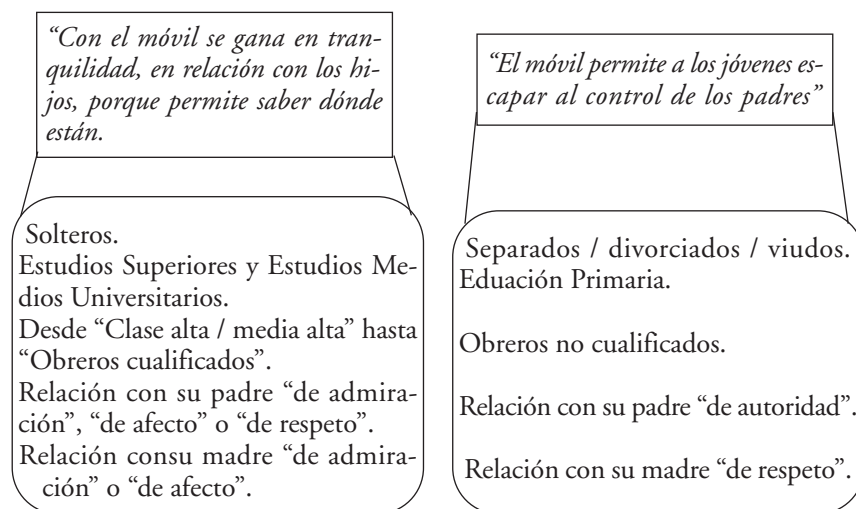 “Con el móvil se gana en tran-
quilidad, en relación con los hi-
jos, porque permite saber dónde
están.
“El móvil permite a los jóvenes es-
capar al control de los padres”
Solteros.
Estudios Superiores y Estudios Me-
dios Universitarios.
Desde “Clase alta / media alta” hasta
“Obreros cualificados”.
Relación con su padre “de admira-
ción”, “de afecto” o “de respeto”.
Relación consu madre “de admira-
ción” o “de afecto”.
Separados / divorciados / viudos.
Eduación Primaria.
Obreros no cualificados.
Relación con su padre “de autoridad”.
Relación con su madre “de respeto”.